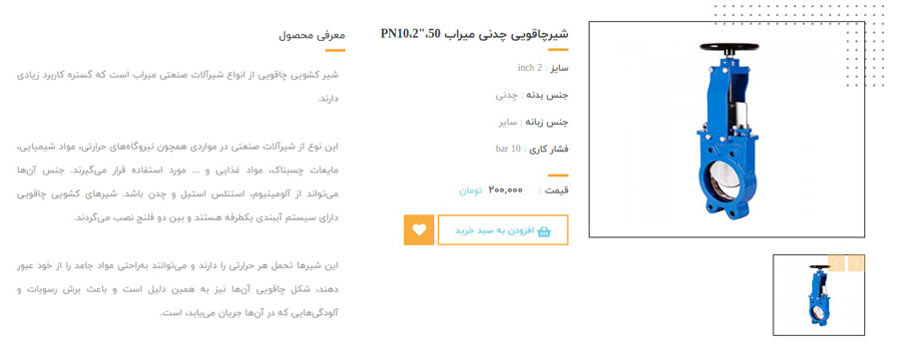 شیرچاقویی چدنی میراب PN10،2".50
سایز : 2 inch
جنس بدنه : چدنی
جنس زبانه : سایر
فشار کاری : 10 bar
قیمت : ۲۰۰,۰۰۰ تومان
افزودن به سبد خرید
معرفی محصول
شیر کشویی چاقویی از انواع شیرآلات صنعتی میراب است که گستره کاربرد زیادی
دارند.
این نوع از شیرآلات صنعتی در مواردی همچون نیروگاه‌های حرارتی، مواد شیمیایی،
مایعات چسبناک، مواد غذایی و ... مورد استفاده قرار می‌گیرند. جنس آن‌ها
می‌تواند از آلومینیوم، استنلس استیل و چدن باشد. شیرهای کشویی چاقویی
دارای سیستم آببندی یکطرفه هستند و بین دو فلنج نصب می‌گردند.
این شیرها تحمل هر حرارتی را دارند و می‌توانند به‌راحتی مواد جامد را از خود عبور
دهند، شکل چاقویی آن‌ها نیز به همین دلیل است و باعث برش رسوبات و
آلودگی‌هایی که در آن‌ها جریان می‌یابد، است.